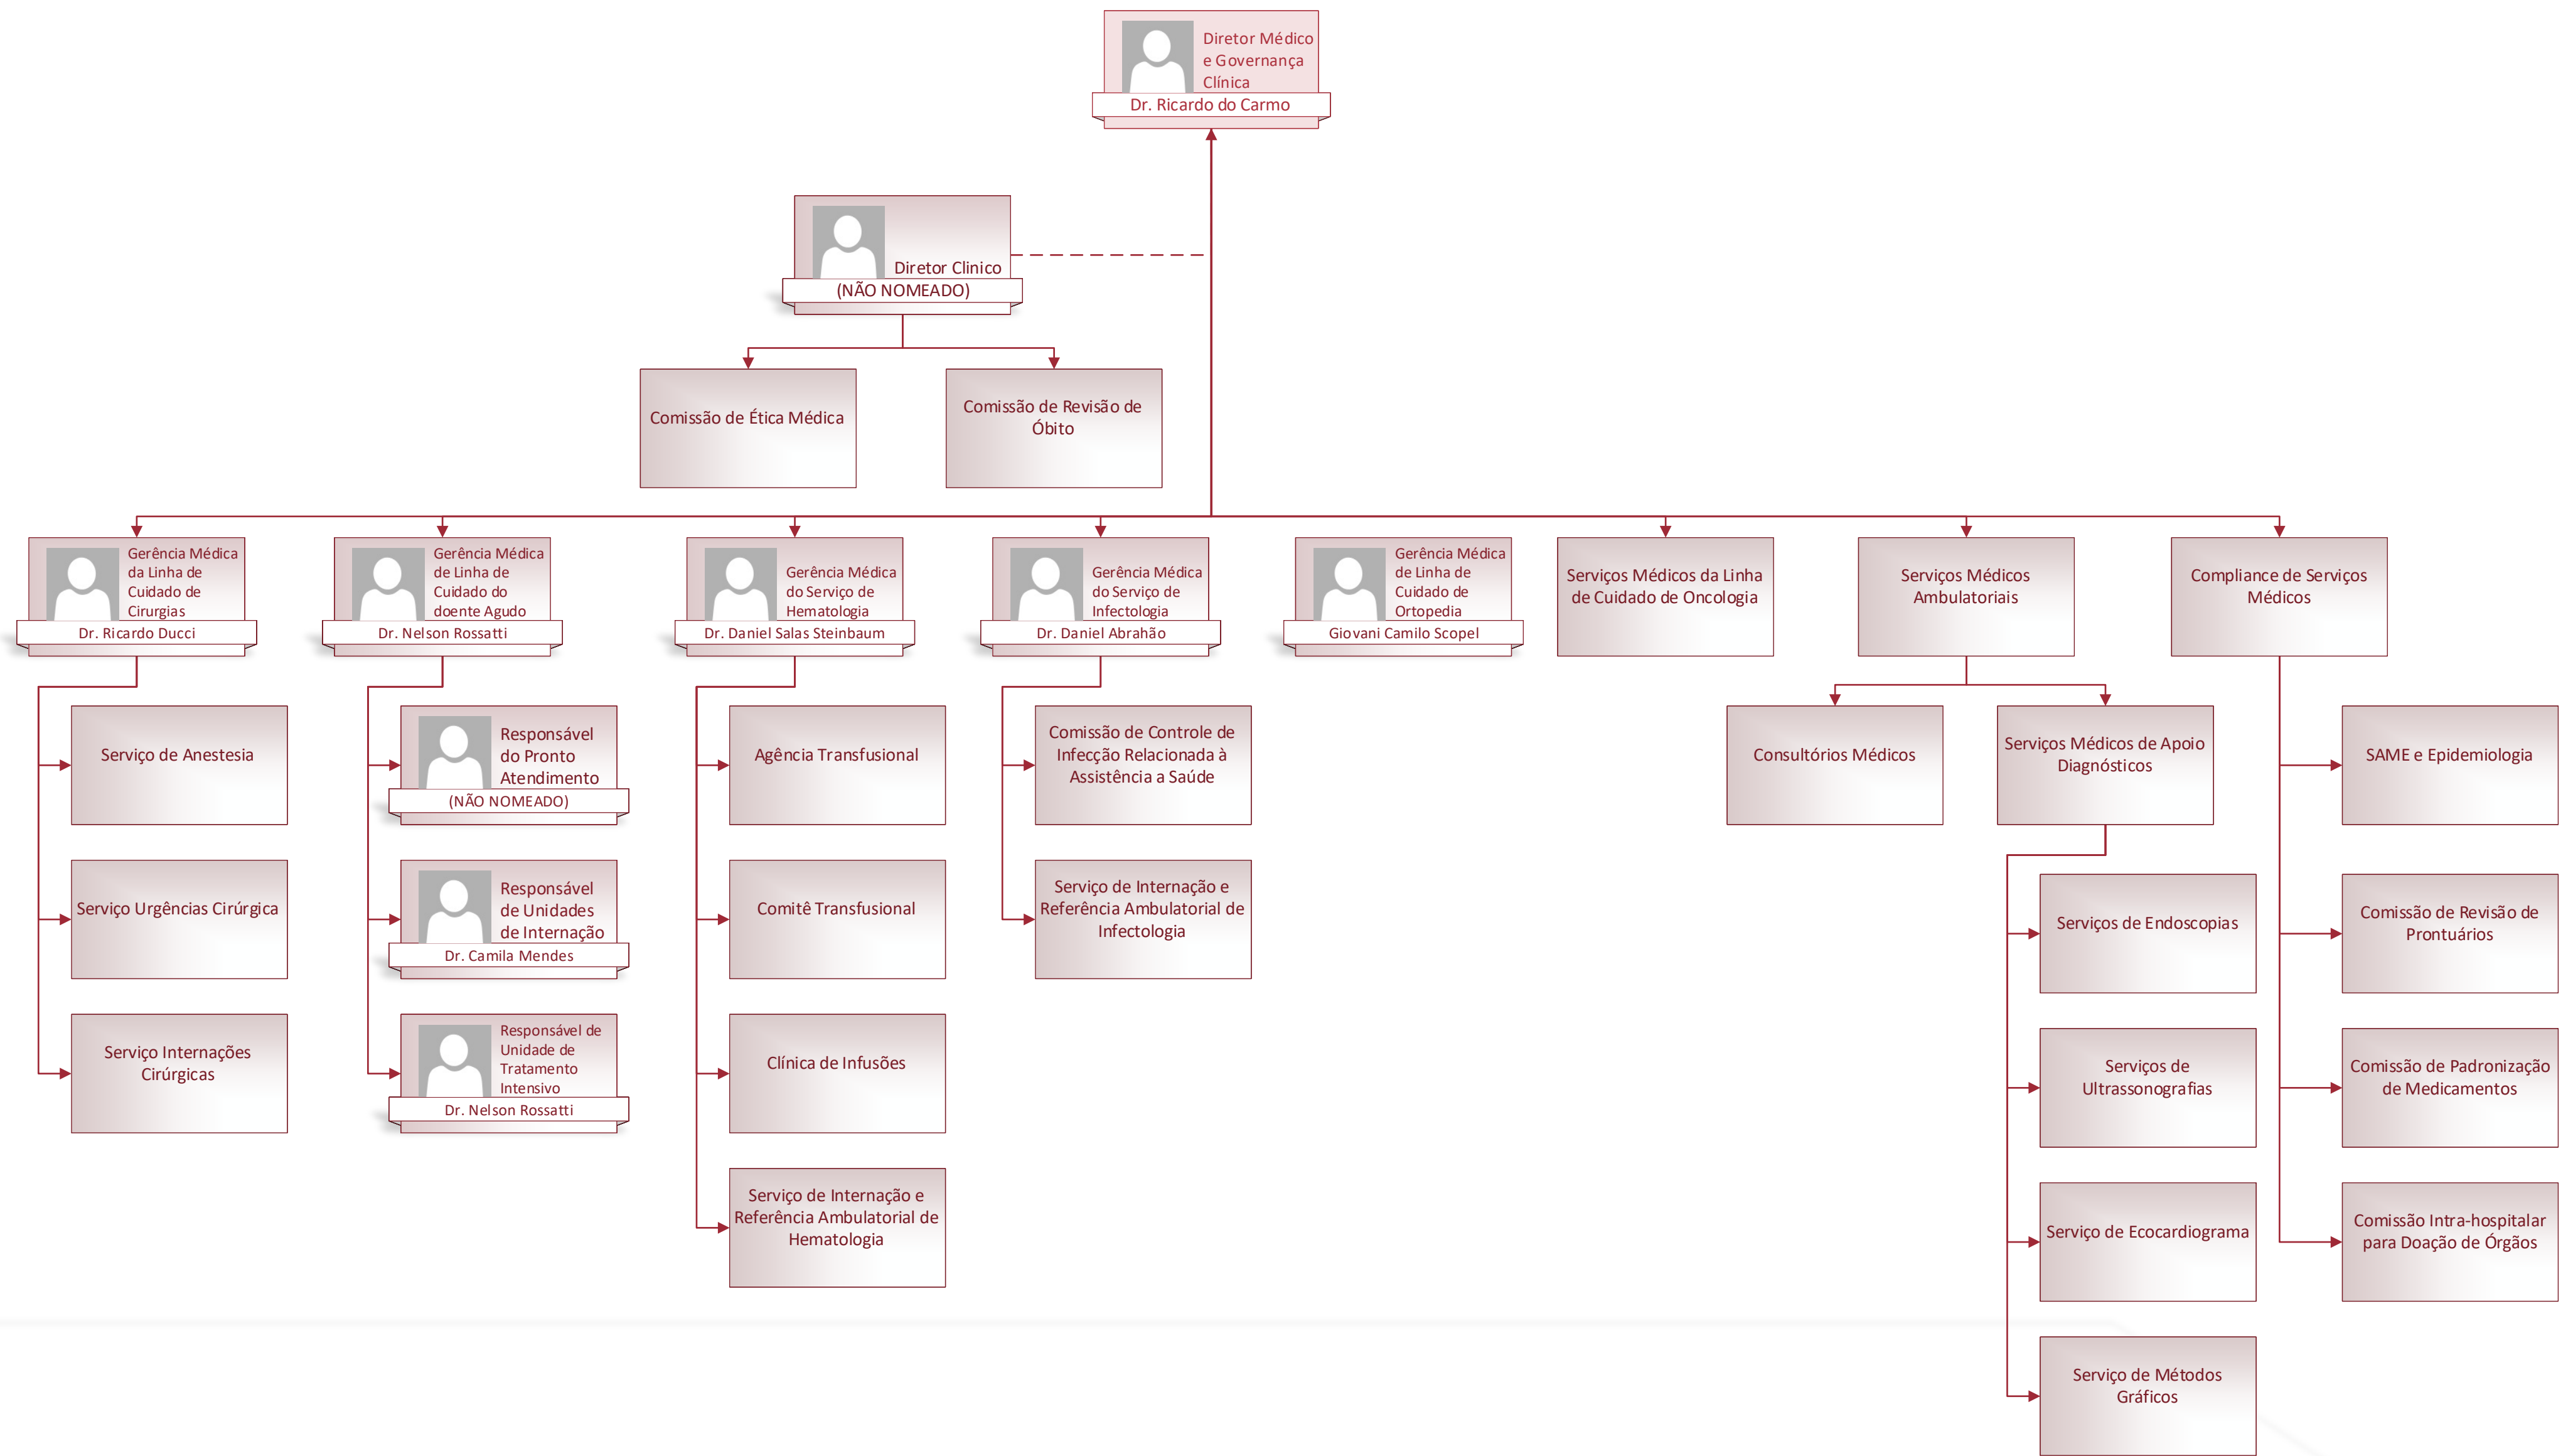 Diretor Médico
e Governança
Clínica
Dr. Ricardo do Carmo
Diretor Clinico
(NÃO NOMEADO)
Comissão de Ética Médica
Comissão de Revisão de
Óbito
Gerência Médica
da Linha de
Cuidado de
Cirurgias
Dr. Ricardo Ducci
Gerência Médica
de Linha de
Cuidado do
doente Agudo
Dr. Nelson Rossatti
Gerência Médica
do Serviço de
Hematologia
Dr. Daniel Salas Steinbaum
Gerência Médica
do Serviço de
Infectologia
Dr. Daniel Abrahão
Gerência Médica
de Linha de
Cuidado de
Ortopedia
Giovani Camilo Scopel
Serviços Médicos da Linha
de Cuidado de Oncologia
Serviços Médicos
Ambulatoriais
Compliance de Serviços
Médicos
Serviço de Anestesia
Serviço Urgências Cirúrgica
Serviço Internações
Cirúrgicas
Responsável
do Pronto
Atendimento
(NÃO NOMEADO)
Responsável
de Unidades
de Internação
Dr. Camila Mendes
Responsável de
Unidade de
Tratamento
Intensivo
Dr. Nelson Rossatti
Agência Transfusional
Comitê Transfusional
Clínica de Infusões
Serviço de Internação e
Referência Ambulatorial de
Hematologia
Comissão de Controle de
Infecção Relacionada à
Assistência a Saúde
Serviço de Internação e
Referência Ambulatorial de
Infectologia
Consultórios Médicos
Serviços Médicos de Apoio
Diagnósticos
Serviços de Endoscopias
Serviços de
Ultrassonografias
Serviço de Ecocardiograma
Serviço de Métodos
Gráficos
SAME e Epidemiologia
Comissão de Revisão de
Prontuários
Comissão de Padronização
de Medicamentos
Comissão Intra-hospitalar
para Doação de Órgãos